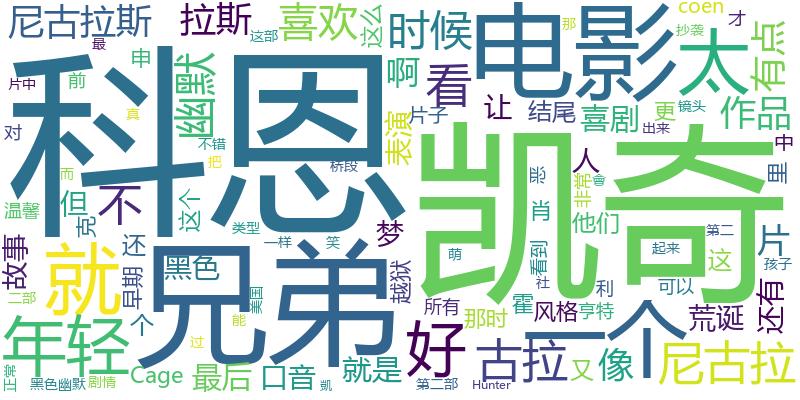 尼古拉斯
拉斯
喜欢
这么
时候
这部
coen
抄袭
那
才
最
电影
太
有点
科恩
申
幽默
啊
看
片中
前
让
结尾
喜剧
更
镜头
作品
对
真
不错
表演
片子
出来
中
而
把
桥段
凯奇
人
里
温馨
但
不
这个
恶
非常
會
克
类型
肖
他们
第二
故事
还
一样
笑
梦
越狱
萌
看到
起来
这
片
孩子
就
早期
黑色
兄弟
社
利
可以
还有
二部
美国
所有
那时
霍
风格
亨特
荒诞
一个
年轻
个
能
过
好
古拉
像
尼古拉
正常
黑色幽默
剧情
Cage
最后
口音
就是
凯
第二部
Hunter
又